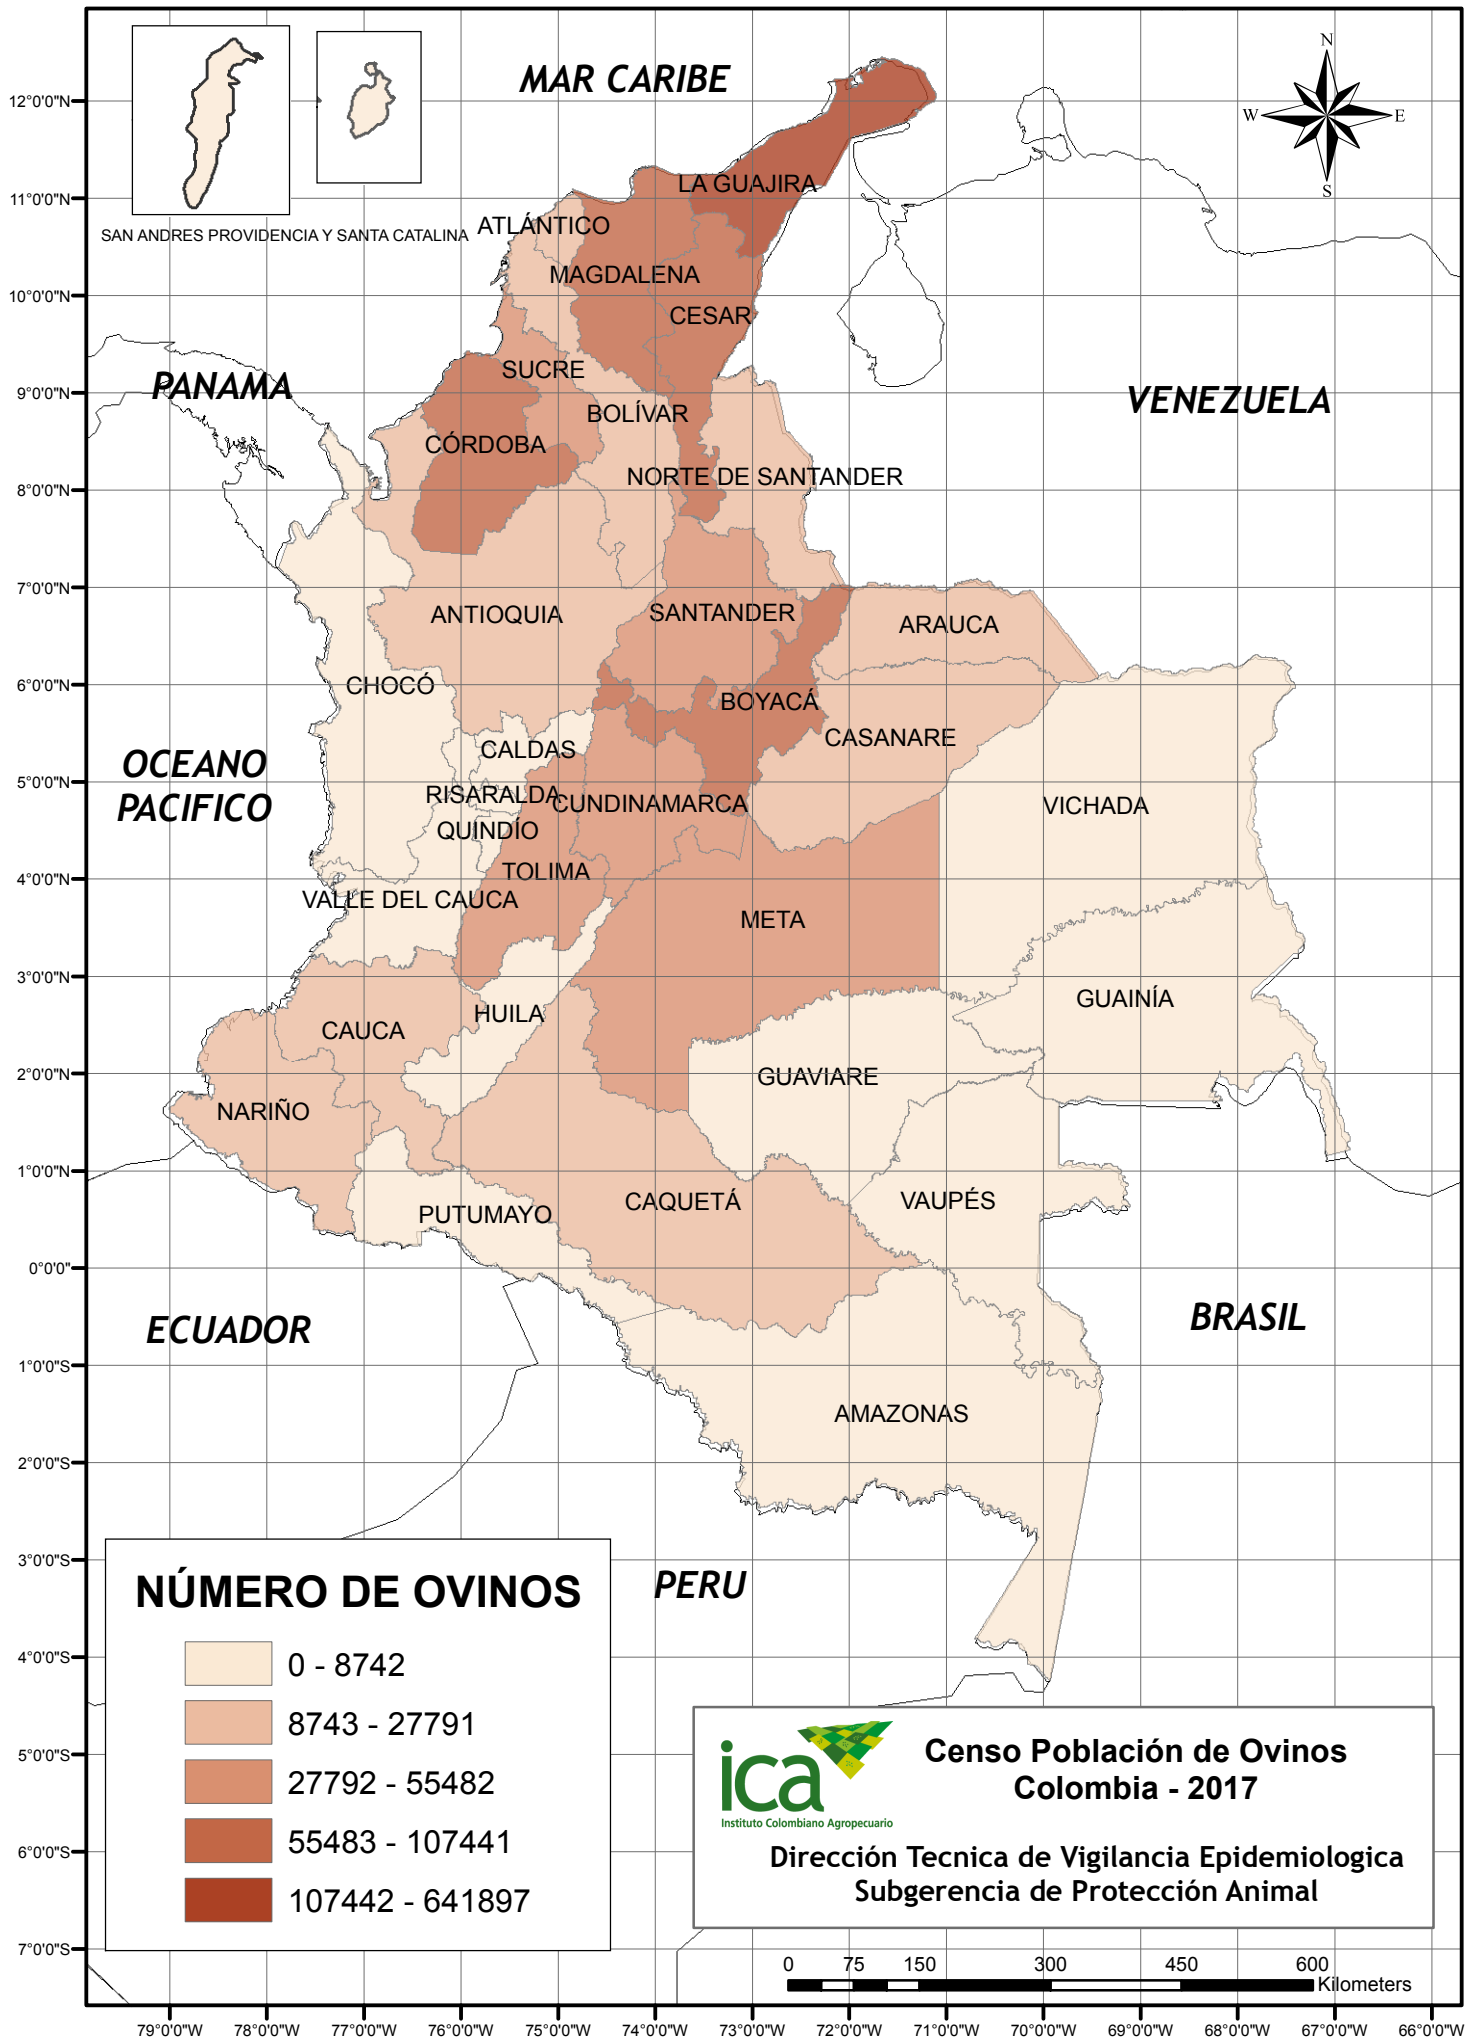 MAR CARIBE
N
W
E
S
12°0'0"N
LA GUAJIRA
11°0'0"N
SAN ANDRES PROVIDENCIA Y SANTA CATALINA
ATLÁNTICO
MAGDALENA
10°0'0"N
CESAR
SUCRE
PANAMA
VENEZUELA
9°0'0"N
BOLÍVAR
CÓRDOBA
NORTE DE SANTANDER
8°0'0"N
7°0'0"N
ANTIOQUIA
SANTANDER
ARAUCA
6°0'0"N
CHOCÓ
BOYACÁ
CASANARE
CALDAS
OCEANO
PACIFICO
5°0'0"N
RISARALDA
CUNDINAMARCA
VICHADA
QUINDÍO
TOLIMA
4°0'0"N
VALLE DEL CAUCA
META
3°0'0"N
GUAINÍA
HUILA
CAUCA
2°0'0"N
GUAVIARE
NARIÑO
1°0'0"N
CAQUETÁ
VAUPÉS
PUTUMAYO
0°0'0"
ECUADOR
BRASIL
1°0'0"S
AMAZONAS
2°0'0"S
3°0'0"S
PERU
NÚMERO DE OVINOS
0 - 8742
8743 - 27791
27792 - 55482
55483 - 107441
107442 - 641897
4°0'0"S
5°0'0"S
6°0'0"S
7°0'0"S
ica
Instituto Colombiano Agropecuario
Censo Población de Ovinos
Colombia - 2017
Dirección Tecnica de Vigilancia Epidemiologica
Subgerencia de Protección Animal
0 75 150 300 450 600
Kilometers
79°0'0"W 78°0'0"W 77°0'0"W 76°0'0"W 75°0'0"W 74°0'0"W 73°0'0"W 72°0'0"W 71°0'0"W 70°0'0"W 69°0'0"W 68°0'0"W 67°0'0"W 66°0'0"W